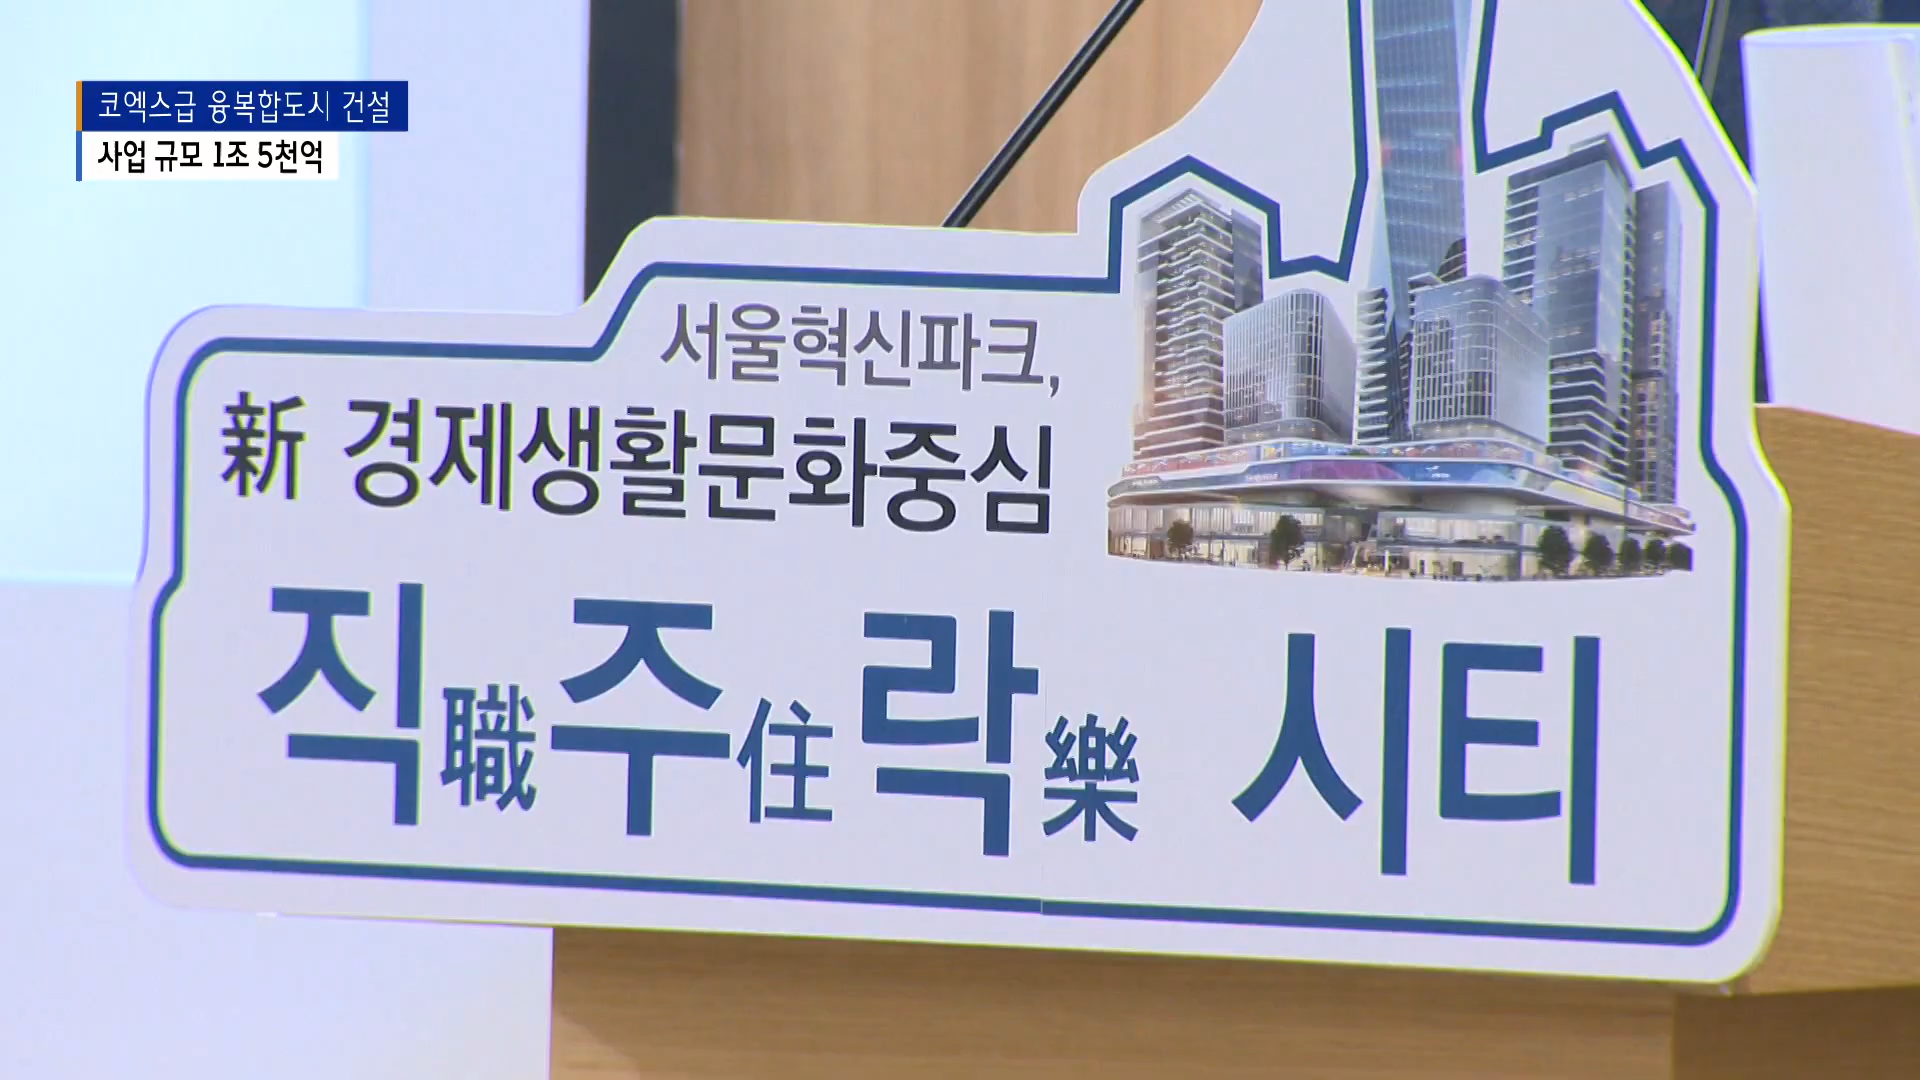 코엑스급 융복합도시 건설
사업 규모 1조 5천억
서울혁신파크,
新 경제생활문화중심
직職주住락樂 시티